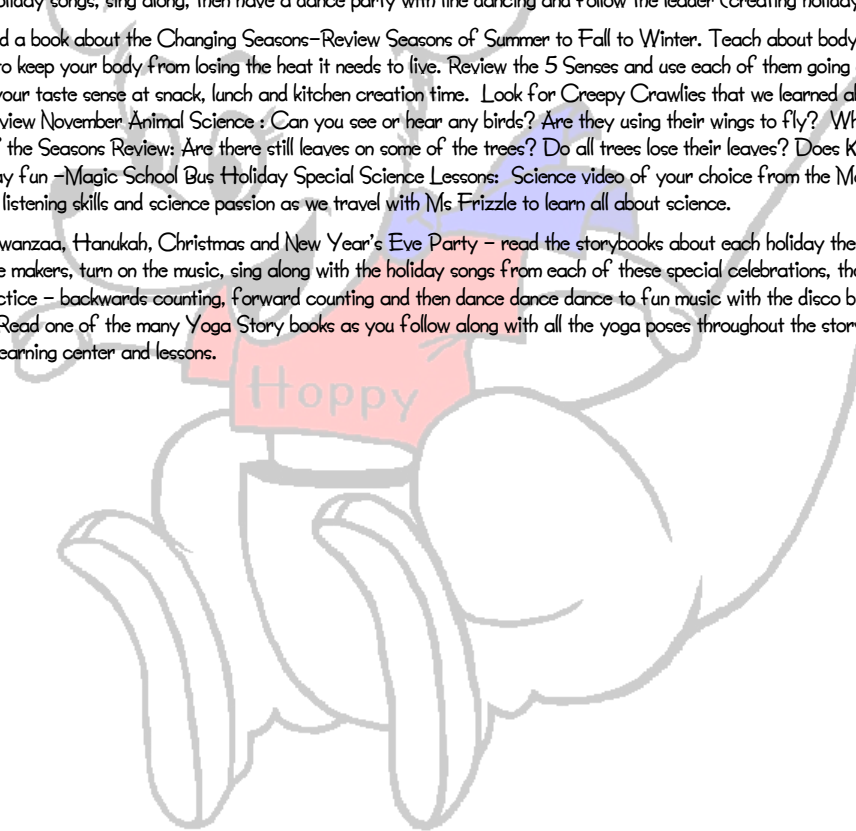 oliday songs, sing along, then have a dance party with line dancing and follow the leader (creating holiday
d a book about the Changing Seasons-Review Seasons of Summer to Fall to Winter. Teach about body
to keep your body from losing the heat it needs to live. Review the 5 Senses and use each of them going
your taste sense at snack, lunch and kitchen creation time. Look for Creepy Crawlies that we learned a
view November Animal Science : Can you see or hear any birds? Are they using their wings to fly? Wh
f the Seasons Review: Are there still leaves on some of the trees? Do all trees lose their leaves? Does K
ay fun -Magic School Bus Holiday Special Science Lessons: Science video of your choice from the Ma
listening skills and science passion as we travel with Ms Frizzle to learn all about science.
wanzaa, Hanukah, Christmas and New Year's Eve Party - read the storybooks about each holiday the
e makers, turn on the music, sing along with the holiday songs from each of these special celebrations, tho
ctice - backwards counting, forward counting and then dance dance dance to fun music with the disco b
Read one of the many Yoga Story books as you follow along with all the yoga poses throughout the stor
earning center and lessons.
Hoppy